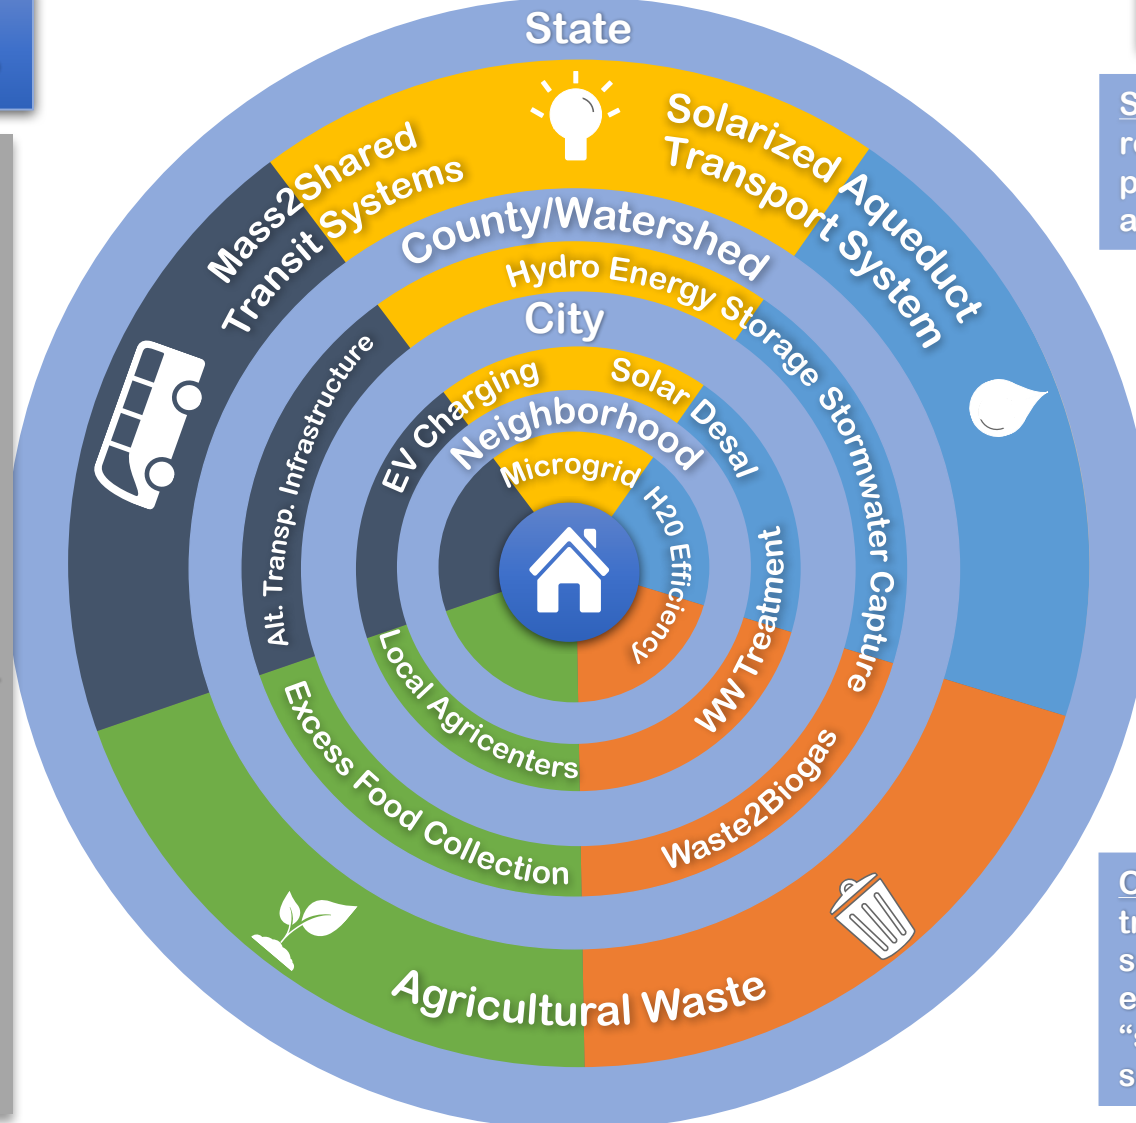 State
Mass2Shared
Transit Systems
Solarized
Transport System
Aqueduct
County/Watershed
Hydro Energy Storage
Stormwater Capture
Alt. Transp. Infrastructure
City
EV Charging
Solar Desal
Neighborhood
Microgrid
H20 Efficiency
WW Treatment
Local Agricenters
Excess Food Collection
Waste2Biogas
Agricultural Waste